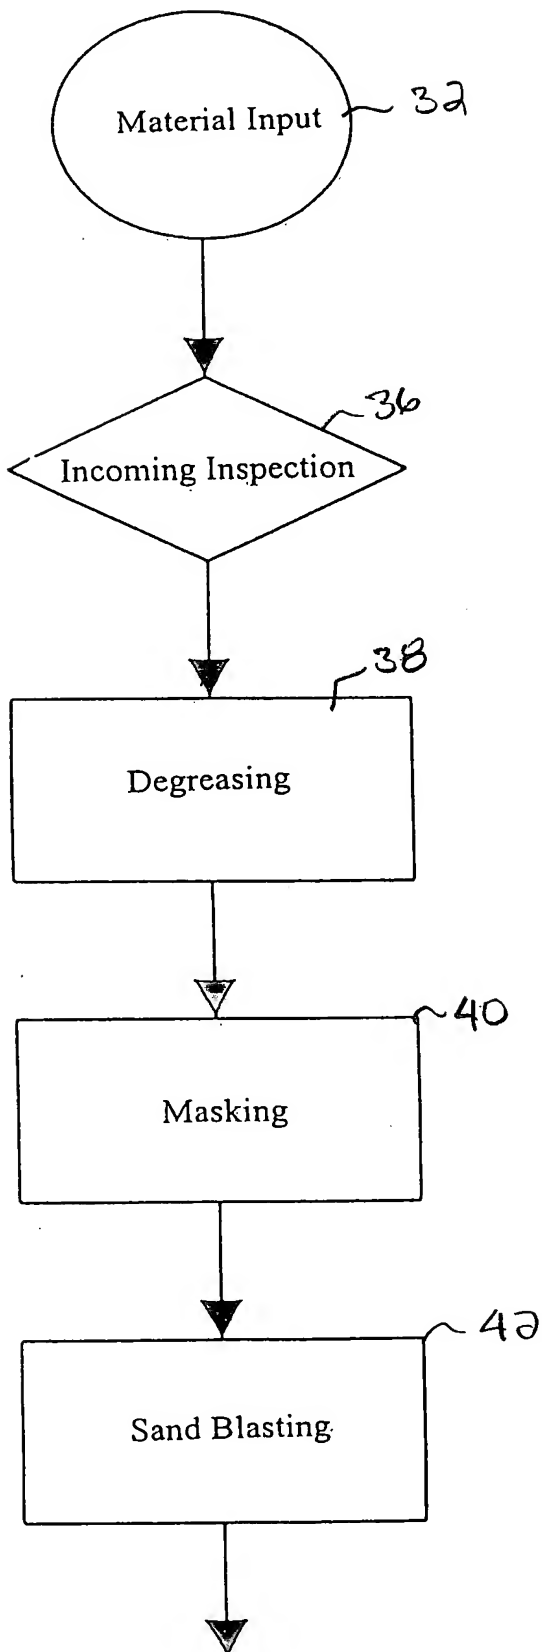 Material Input 32
36
Incoming Inspection
38
Degreasing
40
Masking
42
Sand Blasting